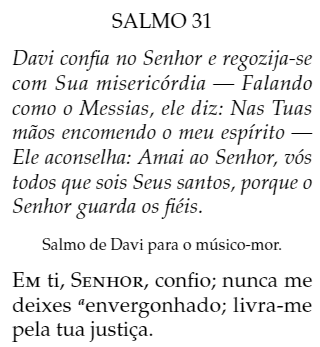 SALMO 31
Davi confia no Senhor e regozija-se
com Sua misericórdia — Falando
como o Messias, ele diz: Nas Tuas
mãos encomendo o meu espírito —
Ele aconselha: Amai ao Senhor, vós
todos que sois Seus santos, porque o
Senhor guarda os fiéis.
Salmo de Davi para o músico-mor.
EM ti, SENHOR, confio; nunca me
deixes ᵃenvergonhado; livra-me
pela tua justiça.